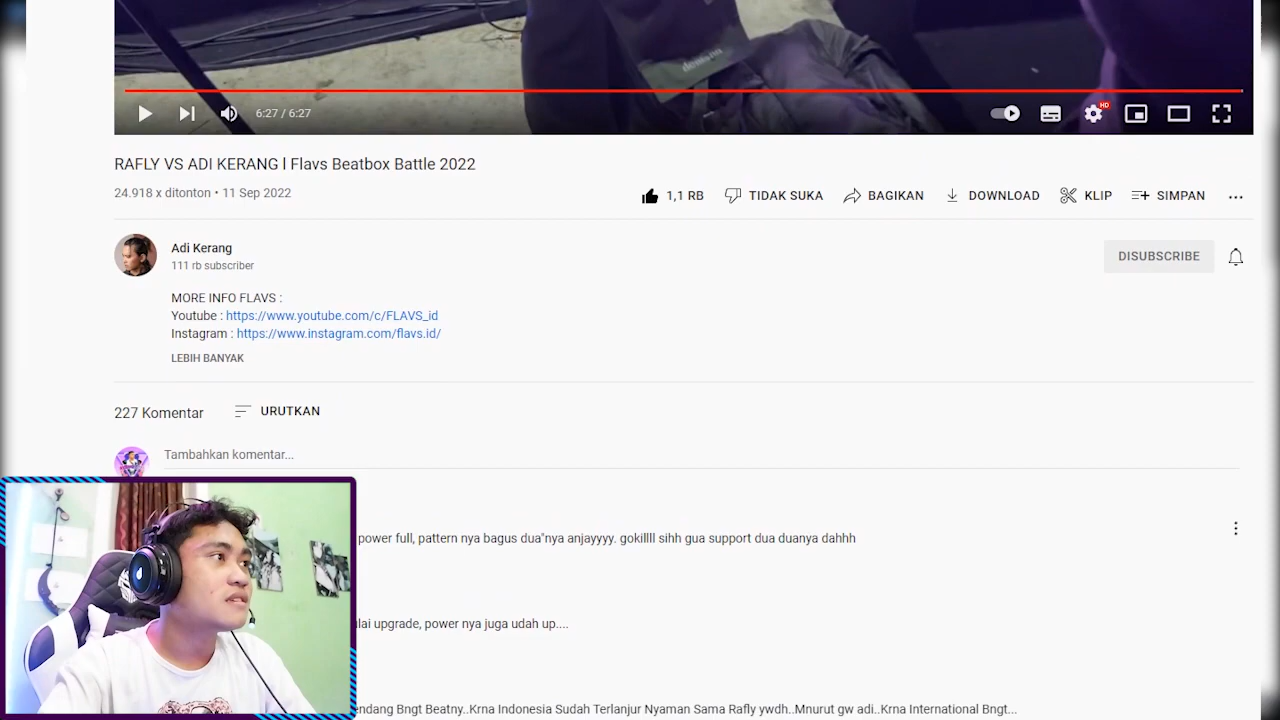 6:27 / 6:27
HD
RAFLY VS ADI KERANG l Flavs Beatbox Battle 2022
24.918 x ditonton • 11 Sep 2022
1,1 RB
TIDAK SUKA
BAGIKAN
DOWNLOAD
KLIP
SIMPAN
Adi Kerang
111 rb subscriber
DISUBSCRIBE
MORE INFO FLAVS :
Youtube : https://www.youtube.com/c/FLAVS_id
Instagram : https://www.instagram.com/flavs.id/
LEBIH BANYAK
227 Komentar
URUTKAN
Tambahkan komentar...
power full, pattern nya bagus dua"nya anjayyyy. gokillll sihh gua support dua duanya dahhh
lai upgrade, power nya juga udah up....
endang Bngt Beatny..Krna Indonesia Sudah Terlanjur Nyaman Sama Rafly ywdh..Mnurut gw adi..Krna International Bngt...